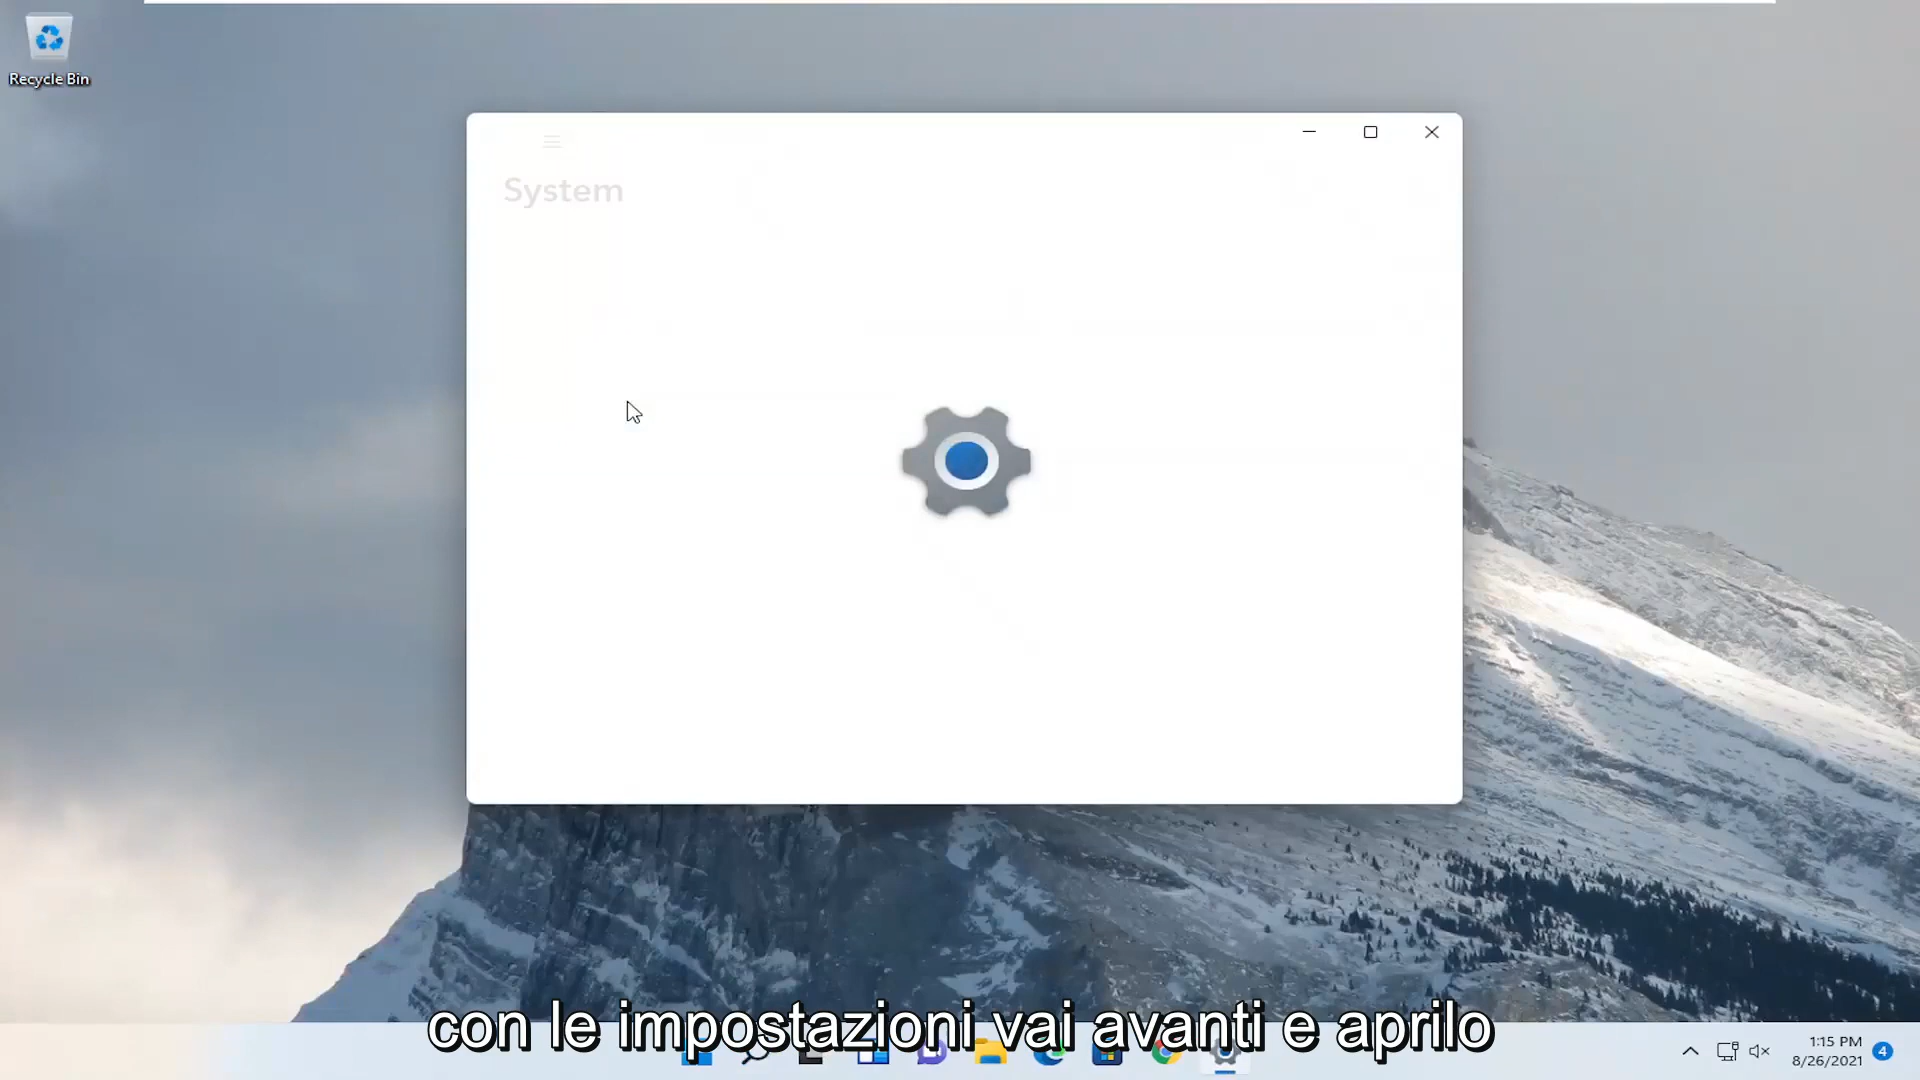 Recycle Bin
System
con le impostazioni vai avanti e aprilo
1:15 PM
8/26/2021
4